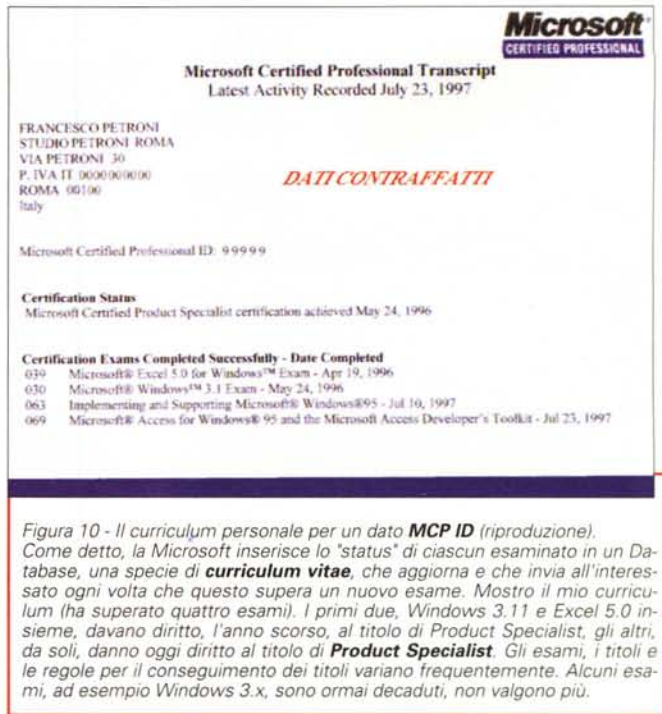 Microsoft
CERTIFIED PROFESSIONAL
Microsoft Certified Professional Transcript
Latest Activity Recorded July 23, 1997
FRANCESCO PETRONI
STUDIO PETRONI ROMA
VIA PETRONI 30
P. IVA IT 0000000000
ROMA 00100
Italy
DATI CONTRAFFATTI
Microsoft Certified Professional ID: 99999
Certification Status
Microsoft Certified Product Specialist certification achieved May 24, 1996
Certification Exams Completed Successfully - Date Completed
039 Microsoft® Excel 5.0 for Windows™ Exam - Apr 19, 1996
030 Microsoft® Windows™ 3.1 Exam - May 24, 1996
063 Implementing and Supporting Microsoft® Windows®95 - Jul 10, 1997
069 Microsoft® Access for Windows® 95 and the Microsoft Access Developer's Toolkit - Jul 23, 1997
Figura 10 - Il curriculum personale per un dato MCP ID (riproduzione).
Come detto, la Microsoft inserisce lo "status" di ciascun esaminato in un Da-
tabase, una specie di curriculum vitae, che aggiorna e che invia all'interes-
sato ogni volta che questo supera un nuovo esame. Mostro il mio curricu-
lum (ha superato quattro esami). I primi due, Windows 3.11 e Excel 5.0 in-
sieme, davano diritto, l'anno scorso, al titolo di Product Specialist, gli altri,
da soli, danno oggi diritto al titolo di Product Specialist. Gli esami, i titoli e
le regole per il conseguimento dei titoli variano frequentemente. Alcuni esa-
mi, ad esempio Windows 3.x, sono ormai decaduti, non valgono più.